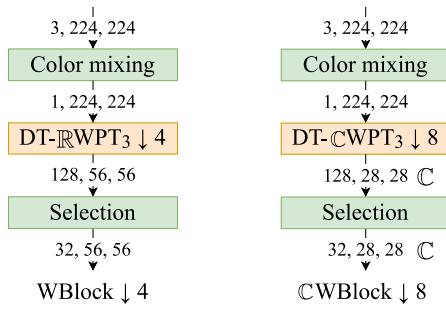 3, 224, 224
Color mixing
1, 224, 224
DT-ℝWPT₃ ↓ 4
128, 56, 56
Selection
32, 56, 56
WBlock ↓ 4
3, 224, 224
Color mixing
1, 224, 224
DT-ℂWPT₃ ↓ 8
128, 28, 28 ℂ
Selection
32, 28, 28 ℂ
ℂWBlock ↓ 8